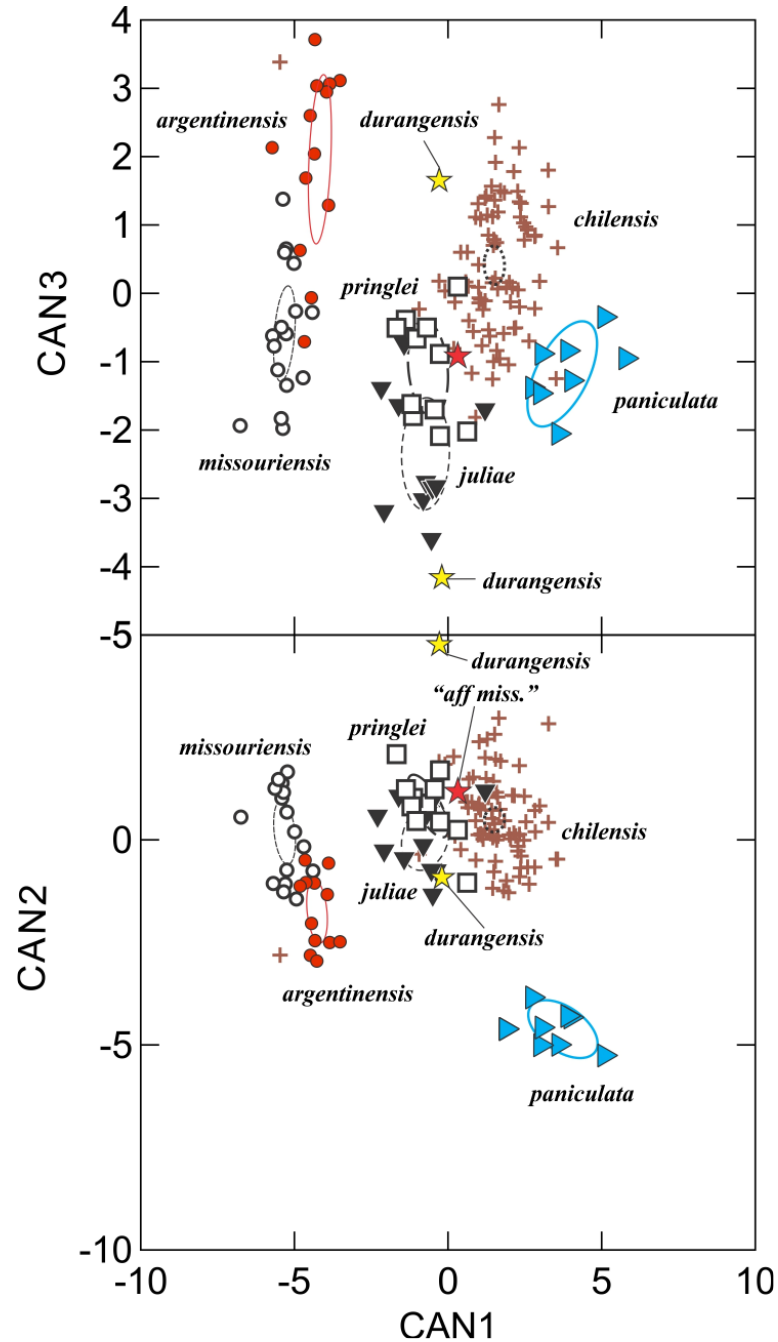 4
3
argentinensis
durangensis
2
chilensis
1
CAN3
pringlei
0
-1
paniculata
-2
missouriensis
juliae
-3
-4
durangensis
-5
durangensis
“aff miss.”
missouriensis
pringlei
0
chilensis
juliae
CAN2
durangensis
argentinensis
-5
paniculata
-10
-10
-5
0
5
10
CAN1